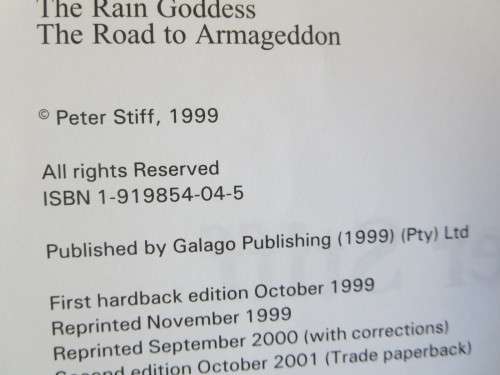 The Rain Goddess
The Road to Armageddon
© Peter Stiff, 1999
All rights Reserved
ISBN 1-919854-04-5
Published by Galago Publishing (1999) (Pty) Ltd
First hardback edition October 1999
Reprinted November 1999
Reprinted September 2000 (with corrections)
Second edition October 2001 (Trade paperback)